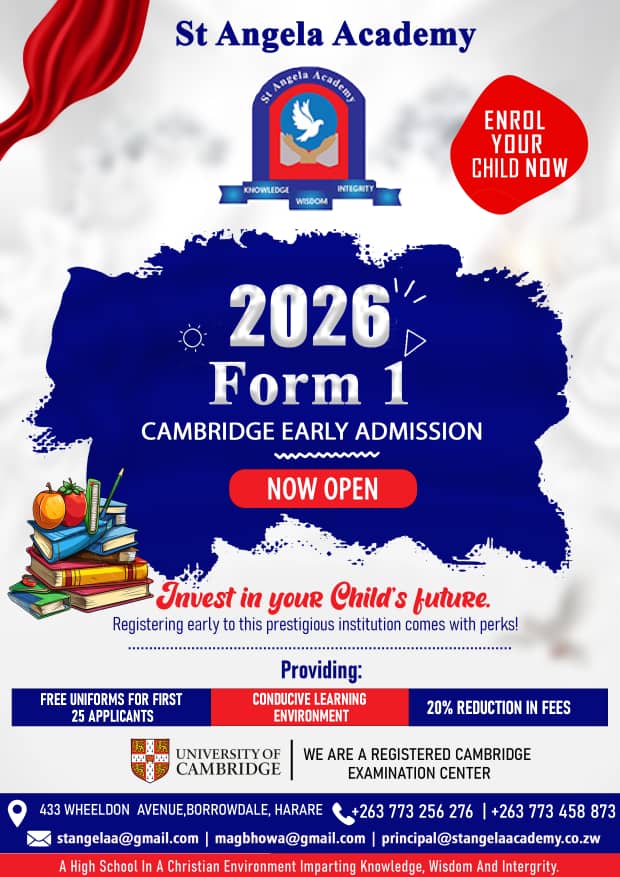 St Angela Academy
St Angela Academy
KNOWLEDGE
WISDOM
INTEGRITY
ENROL
YOUR
CHILD NOW
2026
Form 1
CAMBRIDGE EARLY ADMISSION
NOW OPEN
Invest in your Child's future.
Registering early to this prestigious institution comes with perks!
Providing:
FREE UNIFORMS FOR FIRST
25 APPLICANTS
CONDUCIVE LEARNING
ENVIRONMENT
20% REDUCTION IN FEES
UNIVERSITY OF
CAMBRIDGE
WE ARE A REGISTERED CAMBRIDGE
EXAMINATION CENTER
433 WHEELDON AVENUE,BORROWDALE, HARARE +263 773 256 276 | +263 773 458 873
stangelaa@gmail.com | magbhowa@gmail.com | principal@stangelaacademy.co.zw
A High School In A Christian Environment Imparting Knowledge, Wisdom And Intergrity.